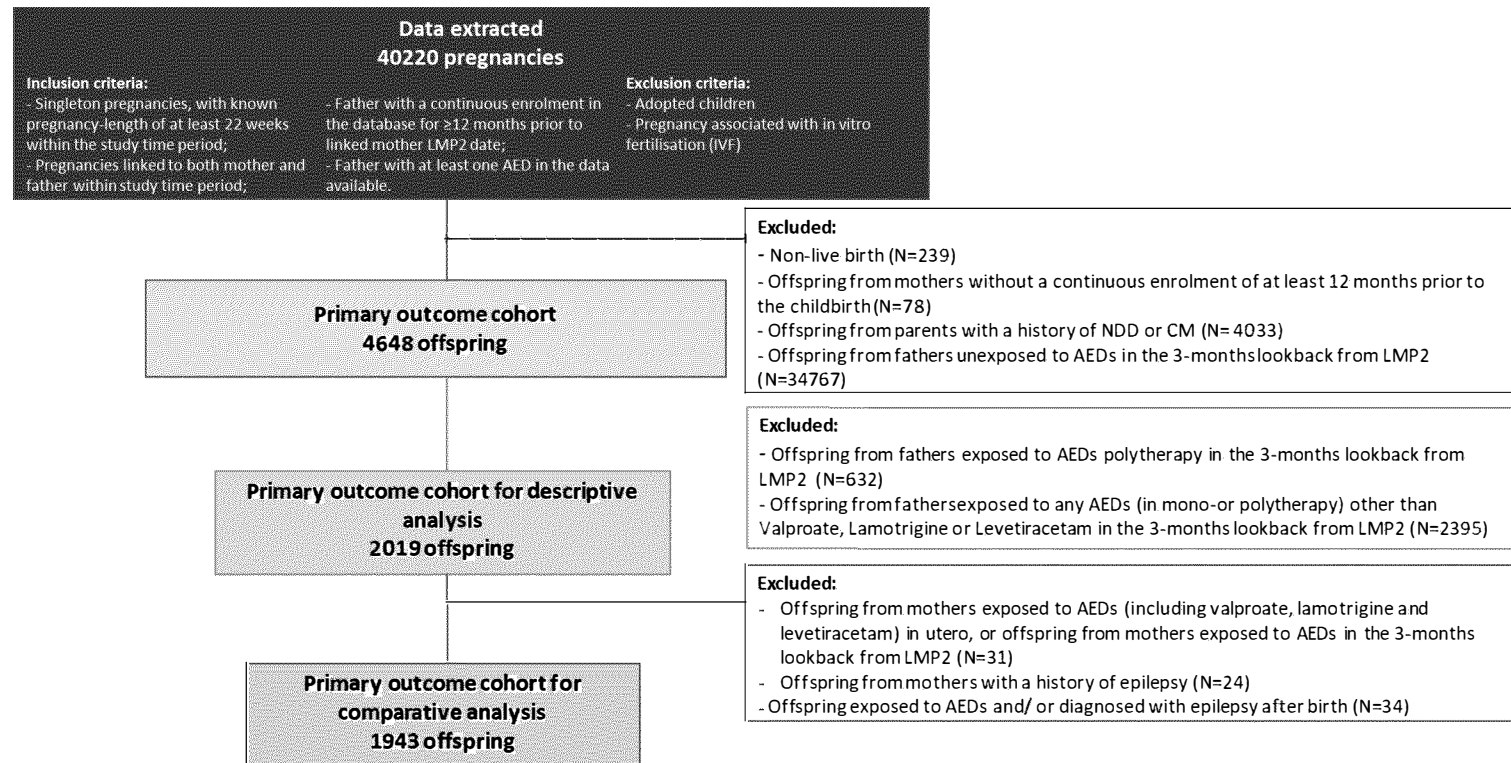 Data extracted
40220 pregnancies
Inclusion criteria:
- Singleton pregnancies, with known
pregnancy-length of at least 22 weeks
within the study time period;
- Pregnancies linked to both mother and
father within study time period;
- Father with a continuous enrolment in
the database for ≥12 months prior to
linked mother LMP2 date;
- Father with at least one AED in the data
available.
Exclusion criteria:
- Adopted children
- Pregnancy associated with in vitro
fertilisation (IVF)
Excluded:
- Non-live birth (N=239)
- Offspring from mothers without a continuous enrolment of at least 12 months prior to
the childbirth (N=78)
- Offspring from parents with a history of NDD or CM (N=4033)
- Offspring from fathers unexposed to AEDs in the 3-months lookback from LMP2
(N=34767)
Primary outcome cohort
4648 offspring
Excluded:
- Offspring from fathers exposed to AEDs polytherapy in the 3-months lookback from
LMP2 (N=632)
- Offspring from fathers exposed to any AEDs (in mono-or polytherapy) other than
Valproate, Lamotrigine or Levetiracetam in the 3-months lookback from LMP2 (N=2395)
Primary outcome cohort for descriptive
analysis
2019 offspring
Excluded:
- Offspring from mothers exposed to AEDs (including valproate, lamotrigine and
levetiracetam) in utero, or offspring from mothers exposed to AEDs in the 3-months
lookback from LMP2 (N=31)
- Offspring from mothers with a history of epilepsy (N=24)
- Offspring exposed to AEDs and/ or diagnosed with epilepsy after birth (N=34)
Primary outcome cohort for
comparative analysis
1943 offspring